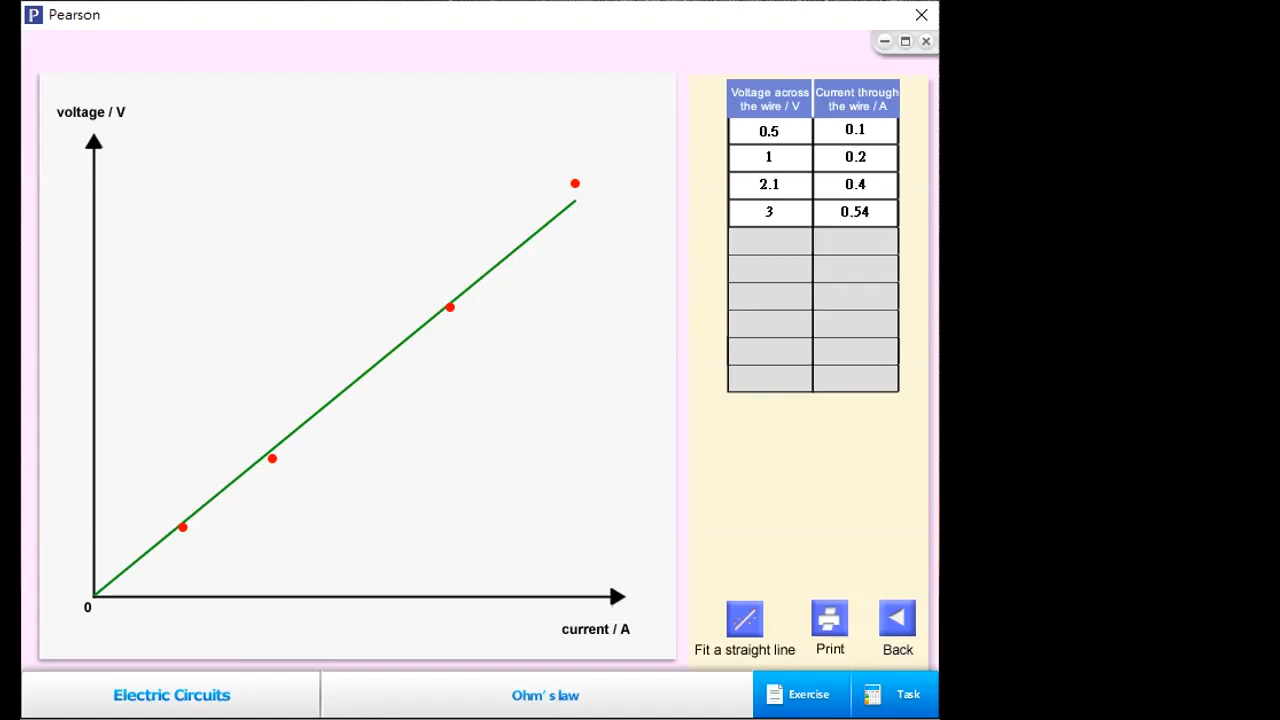 Pearson
voltage / V
0
current / A
Voltage across the wire / V
Current through the wire / A
0.5 0.1
1 0.2
2.1 0.4
3 0.54
Fit a straight line
Print
Back
Electric Circuits
Ohm's law
Exercise
Task